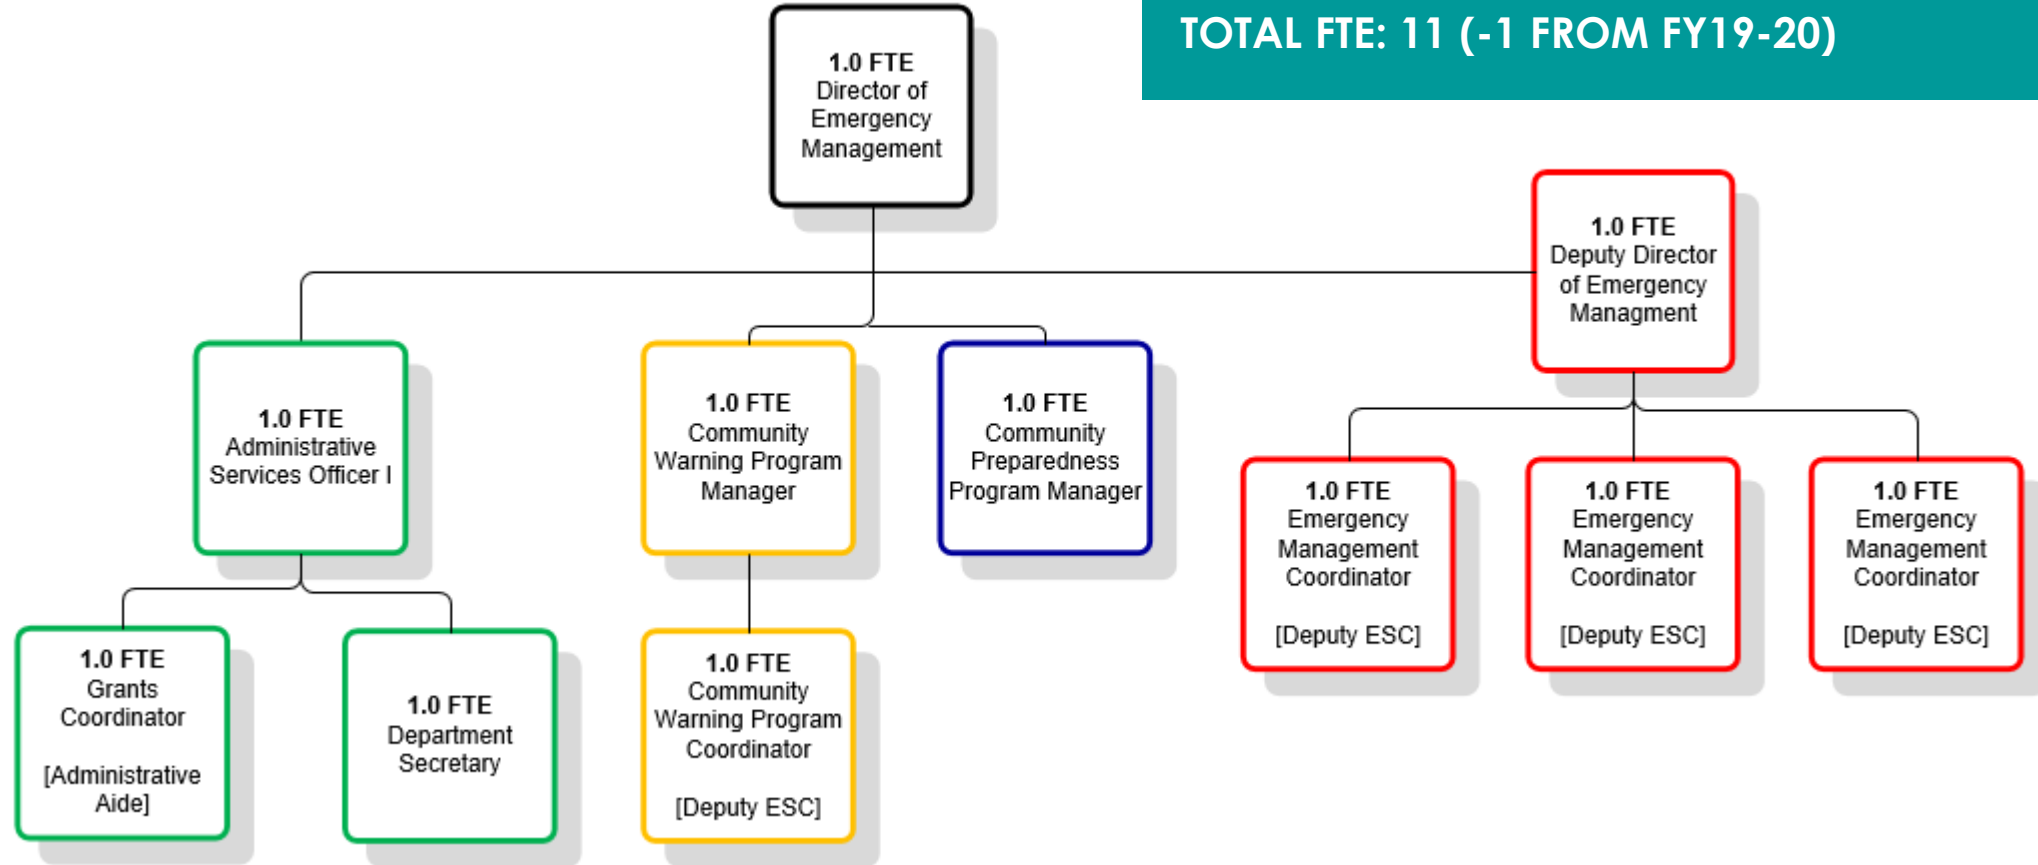 TOTAL FTE: 11 (-1 FROM FY19-20)
1.0 FTE
Director of
Emergency
Management
1.0 FTE
Deputy Director
of Emergency
Managment
1.0 FTE
Administrative
Services Officer I
1.0 FTE
Community
Warning Program
Manager
1.0 FTE
Community
Preparedness
Program Manager
1.0 FTE
Emergency
Management
Coordinator
[Deputy ESC]
1.0 FTE
Emergency
Management
Coordinator
[Deputy ESC]
1.0 FTE
Emergency
Management
Coordinator
[Deputy ESC]
1.0 FTE
Grants
Coordinator
[Administrative
Aide]
1.0 FTE
Department
Secretary
1.0 FTE
Community
Warning Program
Coordinator
[Deputy ESC]